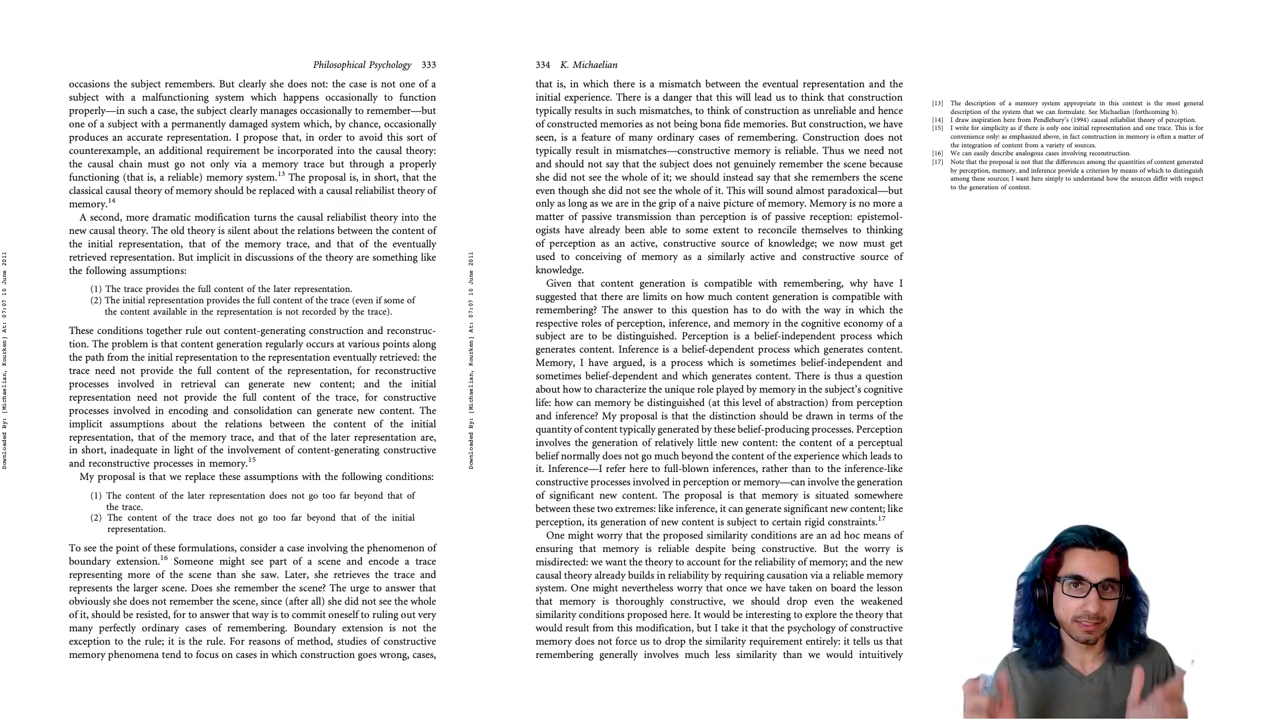 Philosophical Psychology 333
occasions the subject remembers. But clearly she does not: the case is not one of a
subject with a malfunctioning system which happens occasionally to function
properly—in such a case, the subject clearly manages occasionally to remember—but
one of a subject with a permanently damaged system which, by chance, occasionally
produces an accurate representation. I propose that, in order to avoid this sort of
counterexample, an additional requirement be incorporated into the causal theory:
the causal chain must go not only via a memory trace but through a properly
functioning (that is, a reliable) memory system.13 The proposal is, in short, that the
classical causal theory of memory should be replaced with a causal reliabilist theory of
memory.14
A second, more dramatic modification turns the causal reliabilist theory into the
new causal theory. The old theory is silent about the relations between the content of
the initial representation, that of the memory trace, and that of the eventually
retrieved representation. But implicit in discussions of the theory are something like
the following assumptions:
(1) The trace provides the full content of the later representation.
(2) The initial representation provides the full content of the trace (even if some of
the content available in the representation is not recorded by the trace).
These conditions together rule out content-generating construction and reconstruc-
tion. The problem is that content generation regularly occurs at various points along
the path from the initial representation to the representation eventually retrieved: the
trace need not provide the full content of the representation, for reconstructive
processes involved in retrieval can generate new content; and the initial
representation need not provide the full content of the trace, for constructive
processes involved in encoding and consolidation can generate new content. The
implicit assumptions about the relations between the content of the initial
representation, that of the memory trace, and that of the later representation are,
in short, inadequate in light of the involvement of content-generating constructive
and reconstructive processes in memory.15
My proposal is that we replace these assumptions with the following conditions:
(1) The content of the later representation does not go too far beyond that of
the trace.
(2) The content of the trace does not go too far beyond that of the initial
representation.
To see the point of these formulations, consider a case involving the phenomenon of
boundary extension.16 Someone might see part of a scene and encode a trace
representing more of the scene than she saw. Later, she retrieves the trace and
represents the larger scene. Does she remember the scene? The urge to answer that
obviously she does not remember the scene, since (after all) she did not see the whole
of it, should be resisted, for to answer that way is to commit oneself to ruling out very
many perfectly ordinary cases of remembering. Boundary extension is not the
exception to the rule; it is the rule. For reasons of method, studies of constructive
memory phenomena tend to focus on cases in which construction goes wrong, cases,
Downloaded By: [Michaelian, Kourken] At: 07:07 10 June 2011
334 K. Michaelian
that is, in which there is a mismatch between the eventual representation and the
initial experience. There is a danger that this will lead us to think that construction
typically results in such mismatches, to think of construction as unreliable and hence
of constructed memories as not being bona fide memories. But construction, we have
seen, is a feature of many ordinary cases of remembering. Construction does not
typically result in mismatches—constructive memory is reliable. Thus we need not
and should not say that the subject does not genuinely remember the scene because
she did not see the whole of it; we should instead say that she remembers the scene
even though she did not see the whole of it. This will sound almost paradoxical—but
only as long as we are in the grip of a naive picture of memory. Memory is no more a
matter of passive transmission than perception is of passive reception: epistemol-
ogists have already been able to some extent to reconcile themselves to thinking
of perception as an active, constructive source of knowledge; we now must get
used to conceiving of memory as a similarly active and constructive source of
knowledge.
Given that content generation is compatible with remembering, why have I
suggested that there are limits on how much content generation is compatible with
remembering? The answer to this question has to do with the way in which the
respective roles of perception, inference, and memory in the cognitive economy of a
subject are to be distinguished. Perception is a belief-independent process which
generates content. Inference is a belief-dependent process which generates content.
Memory, I have argued, is a process which is sometimes belief-independent and
sometimes belief-dependent and which generates content. There is thus a question
about how to characterize the unique role played by memory in the subject's cognitive
life: how can memory be distinguished (at this level of abstraction) from perception
and inference? My proposal is that the distinction should be drawn in terms of the
quantity of content typically generated by these belief-producing processes. Perception
involves the generation of relatively little new content: the content of a perceptual
belief normally does not go much beyond the content of the experience which leads to
it. Inference—I refer here to full-blown inferences, rather than to the inference-like
constructive processes involved in perception or memory—can involve the generation
of significant new content. The proposal is that memory is situated somewhere
between these two extremes: like inference, it can generate significant new content; like
perception, its generation of new content is subject to certain rigid constraints.17
One might worry that the proposed similarity conditions are an ad hoc means of
ensuring that memory is reliable despite being constructive. But the worry is
misdirected: we want the theory to account for the reliability of memory; and the new
causal theory already builds in reliability by requiring causation via a reliable memory
system. One might nevertheless worry that once we have taken on board the lesson
that memory is thoroughly constructive, we should drop even the weakened
similarity conditions proposed here. It would be interesting to explore the theory that
would result from this modification, but I take it that the psychology of constructive
memory does not force us to drop the similarity requirement entirely: it tells us that
remembering generally involves much less similarity than we would intuitively
Downloaded By: [Michaelian, Kourken] At: 07:07 10 June 2011
[13] The description of a memory system appropriate in this context is the most general
description of the system that we can formulate. See Michaelian (forthcoming b).
[14] I draw inspiration here from Pendlebury's (1994) causal reliabilist theory of perception.
[15] I write for simplicity as if there is only one initial representation and one trace. This is for
convenience only: as emphasized above, in fact construction in memory is often a matter of
the integration of content from a variety of sources.
[16] We can easily describe analogous cases involving reconstruction.
[17] Note that the proposal is not that the differences among the quantities of content generated
by perception, memory, and inference provide a criterion by means of which to distinguish
among these sources; I want here simply to understand how the sources differ with respect
to the generation of content.